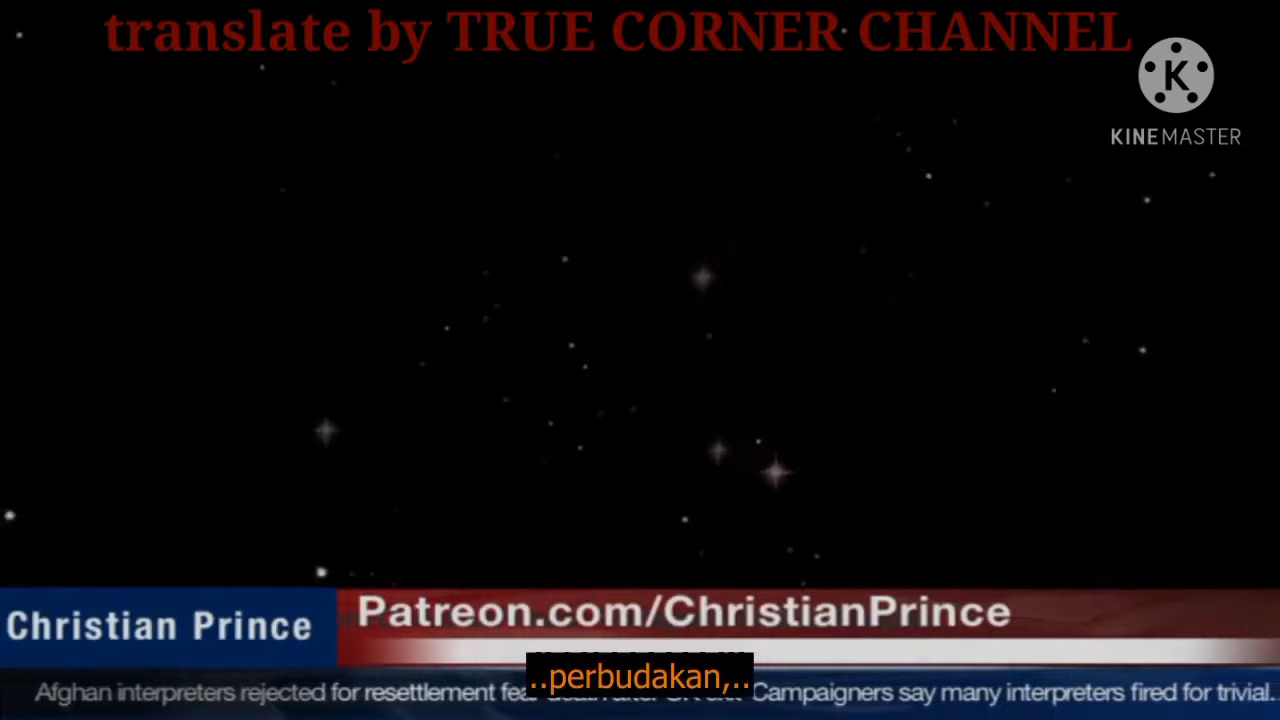 translate by TRUE CORNER CHANNEL
K
KINEMASTER
Christian Prince
Patreon.com/ChristianPrince
..perbudakan,..
Afghan interpreters rejected for resettlement Campaigners say many interpreters fired for trivial.